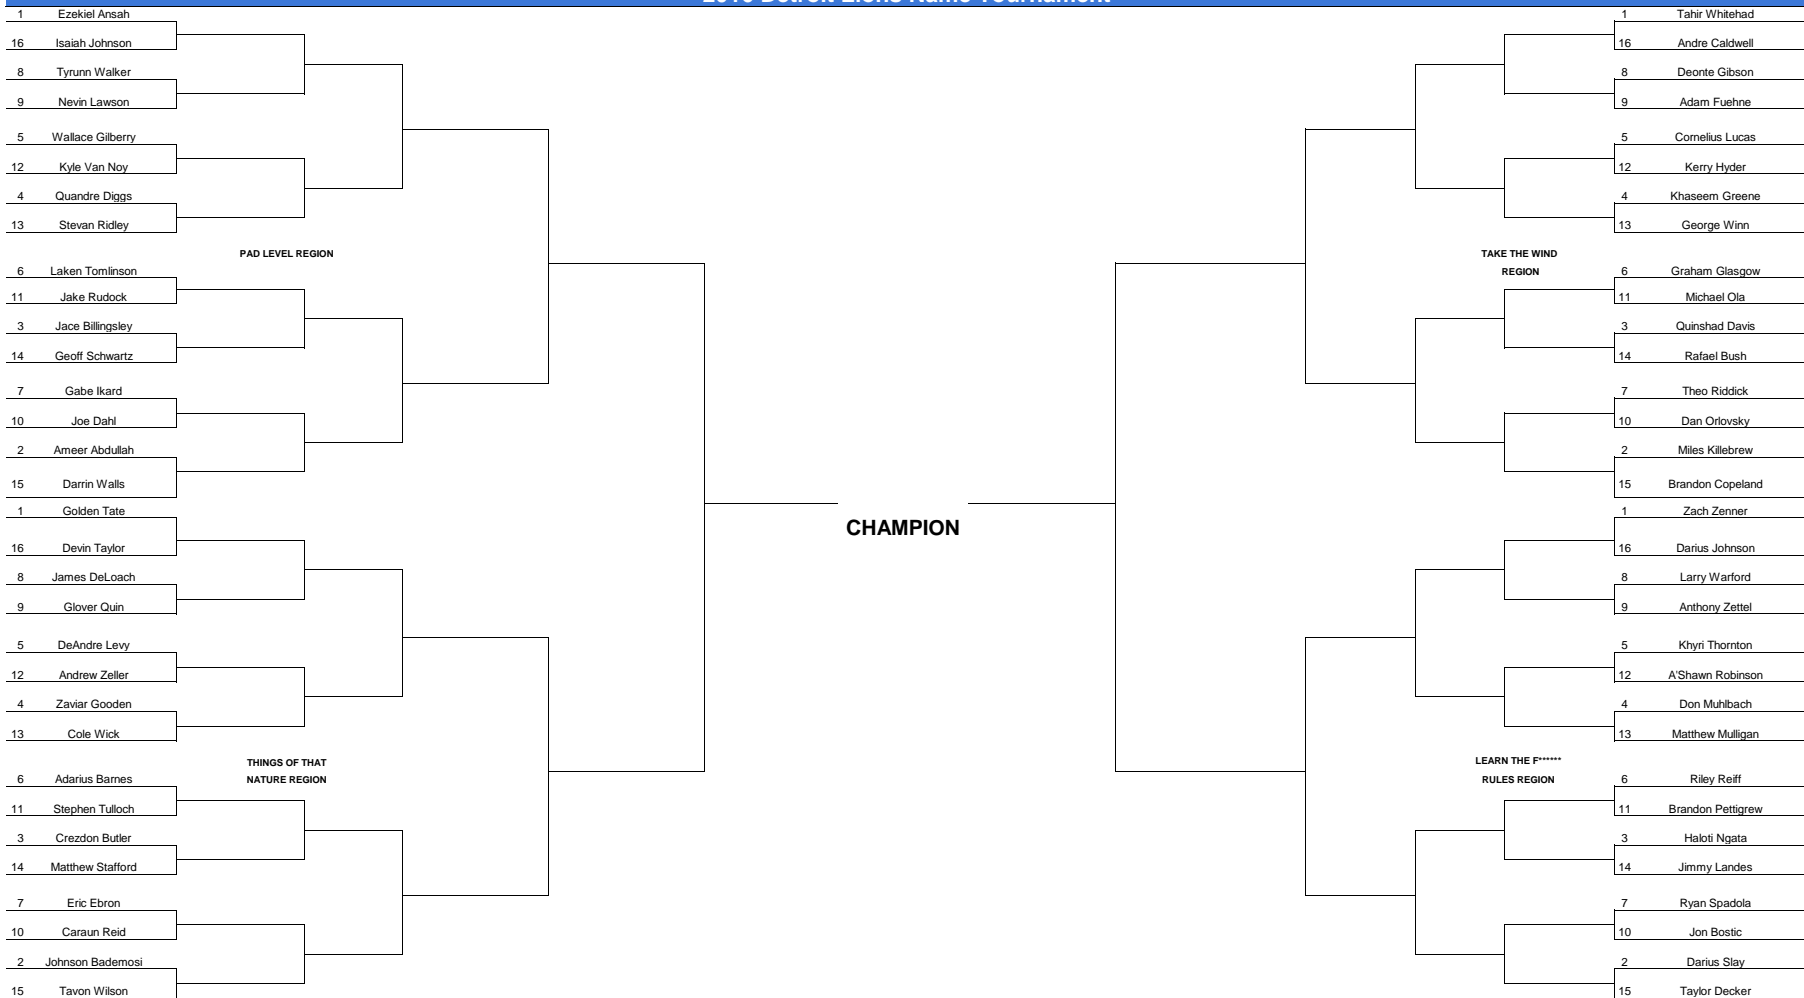 2016 Detroit Lions Name Tournament
1 Ezekiel Ansah
16 Isaiah Johnson
8 Tyrunn Walker
9 Nevin Lawson
5 Wallace Gilberry
12 Kyle Van Noy
4 Quandre Diggs
13 Stevan Ridley
PAD LEVEL REGION
6 Laken Tomlinson
11 Jake Rudock
3 Jace Billingsley
14 Geoff Schwartz
7 Gabe Ikard
10 Joe Dahl
2 Ameer Abdullah
15 Darrin Walls
1 Golden Tate
16 Devin Taylor
8 James DeLoach
9 Glover Quin
5 DeAndre Levy
12 Andrew Zeller
4 Zaviar Gooden
13 Cole Wick
THINGS OF THAT
NATURE REGION
6 Adarius Barnes
11 Stephen Tulloch
3 Crezdon Butler
14 Matthew Stafford
7 Eric Ebron
10 Caraun Reid
2 Johnson Bademosi
15 Tavon Wilson
CHAMPION
1 Tahir Whitehad
16 Andre Caldwell
8 Deonte Gibson
9 Adam Fuehne
5 Cornelius Lucas
12 Kerry Hyder
4 Khaseem Greene
13 George Winn
TAKE THE WIND
REGION
6 Graham Glasgow
11 Michael Ola
3 Quinshad Davis
14 Rafael Bush
7 Theo Riddick
10 Dan Orlovsky
2 Miles Killebrew
15 Brandon Copeland
1 Zach Zenner
16 Darius Johnson
8 Larry Warford
9 Anthony Zettel
5 Khyri Thornton
12 A'Shawn Robinson
4 Don Muhlbach
13 Matthew Mulligan
LEARN THE F******
RULES REGION
6 Riley Reiff
11 Brandon Pettigrew
3 Haloti Ngata
14 Jimmy Landes
7 Ryan Spadola
10 Jon Bostic
2 Darius Slay
15 Taylor Decker